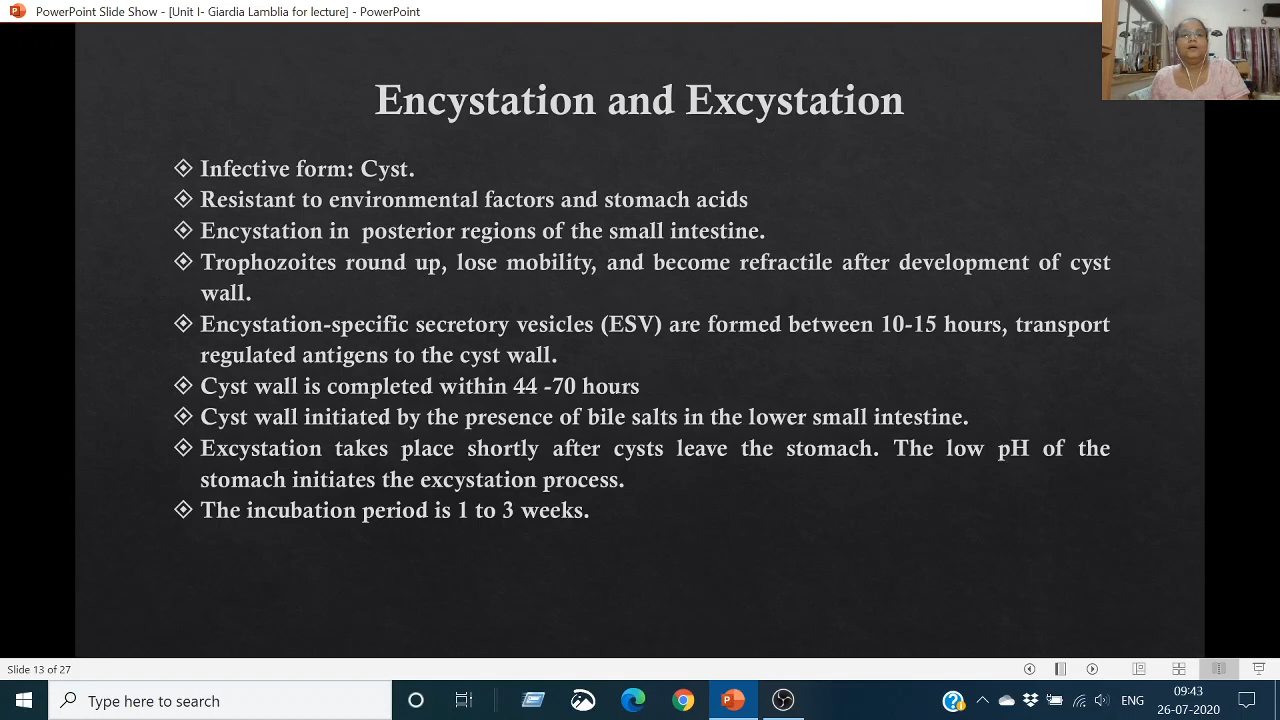 PowerPoint Slide Show - [Unit I- Giardia Lamblia for lecture] - PowerPoint
Encystation and Excystation
Infective form: Cyst.
Resistant to environmental factors and stomach acids
Encystation in posterior regions of the small intestine.
Trophozoites round up, lose mobility, and become refractile after development of cyst
wall.
Encystation-specific secretory vesicles (ESV) are formed between 10-15 hours, transport
regulated antigens to the cyst wall.
Cyst wall is completed within 44 -70 hours
Cyst wall initiated by the presence of bile salts in the lower small intestine.
Excystation takes place shortly after cysts leave the stomach. The low pH of the
stomach initiates the excystation process.
The incubation period is 1 to 3 weeks.
Slide 13 of 27
Type here to search
ENG
09:43
26-07-2020